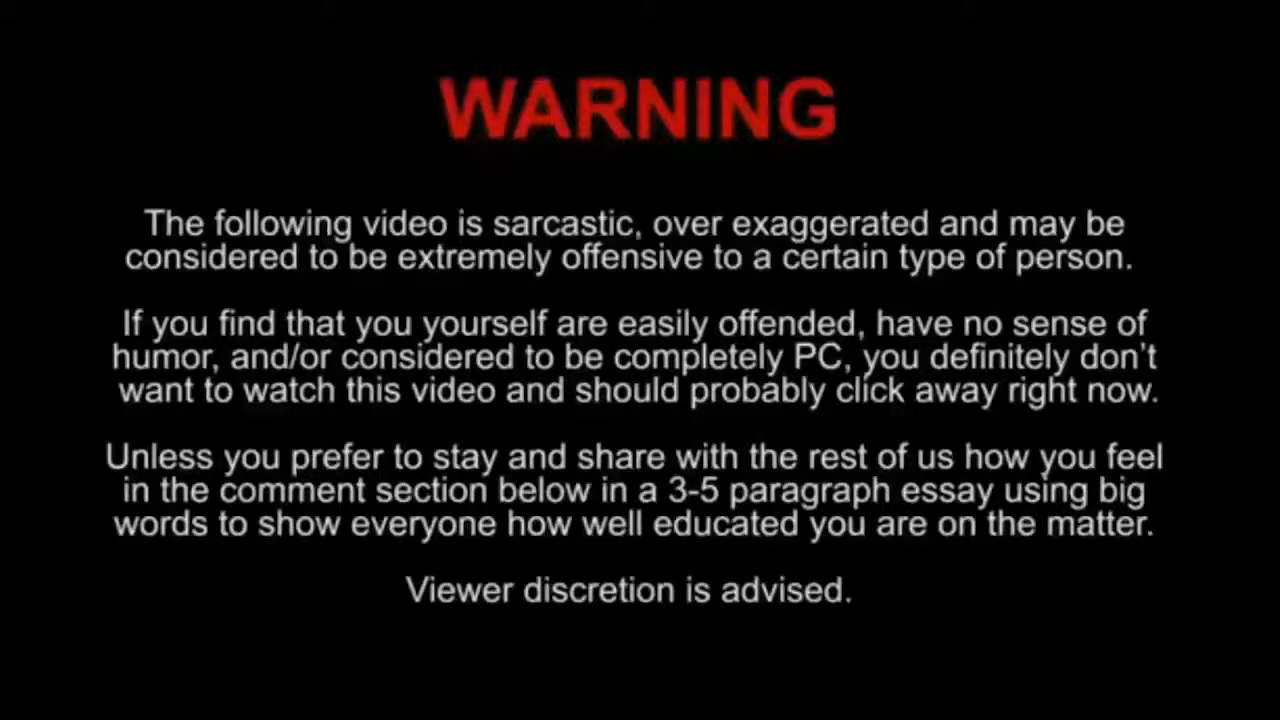 WARNING
The following video is sarcastic, over exaggerated and may be
considered to be extremely offensive to a certain type of person.
If you find that you yourself are easily offended, have no sense of
humor, and/or considered to be completely PC, you definitely don't
want to watch this video and should probably click away right now.
Unless you prefer to stay and share with the rest of us how you feel
in the comment section below in a 3-5 paragraph essay using big
words to show everyone how well educated you are on the matter.
Viewer discretion is advised.